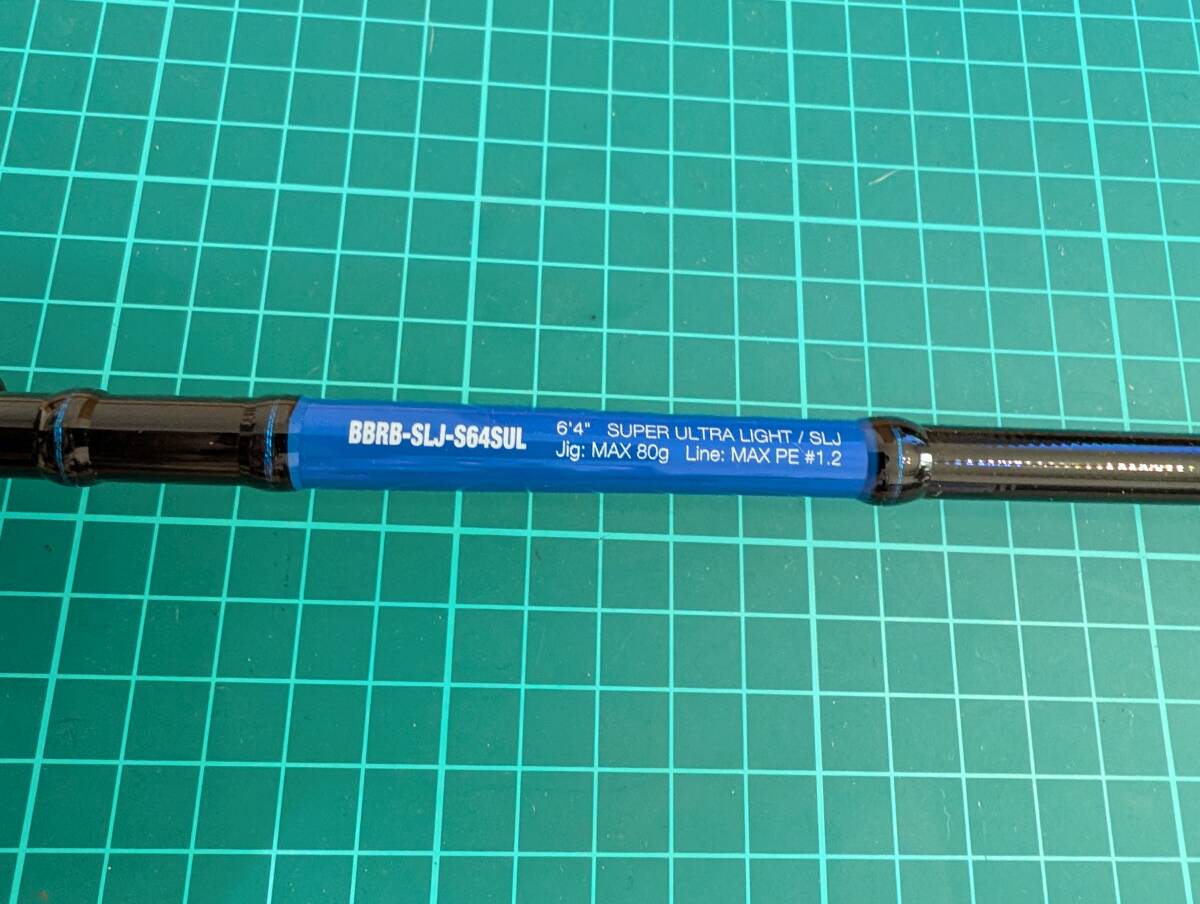 BBRB-SLJ-S64SUL
6'4" SUPER ULTRA LIGHT / SLJ
Jig: MAX 80g Line: MAX PE #1.2